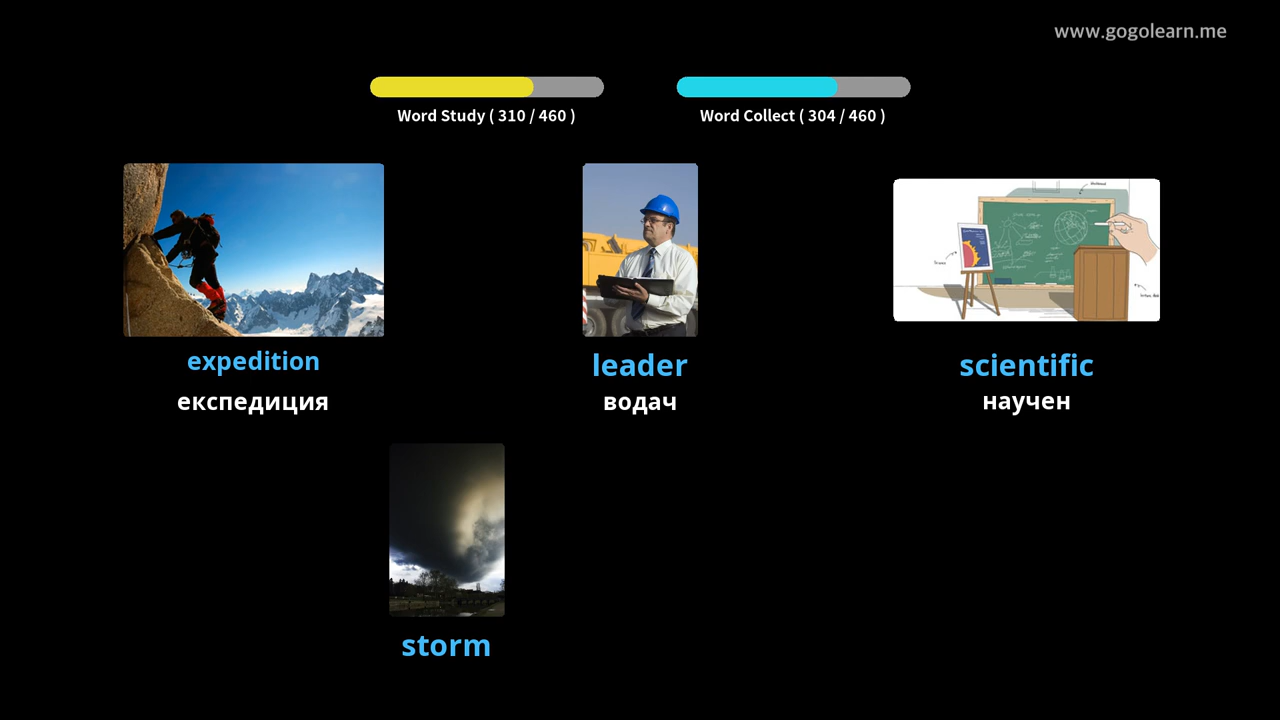 www.gogolearn.me
Word Study ( 310 / 460 )
Word Collect ( 304 / 460 )
expedition
експедиция
leader
водач
scientific
научен
storm